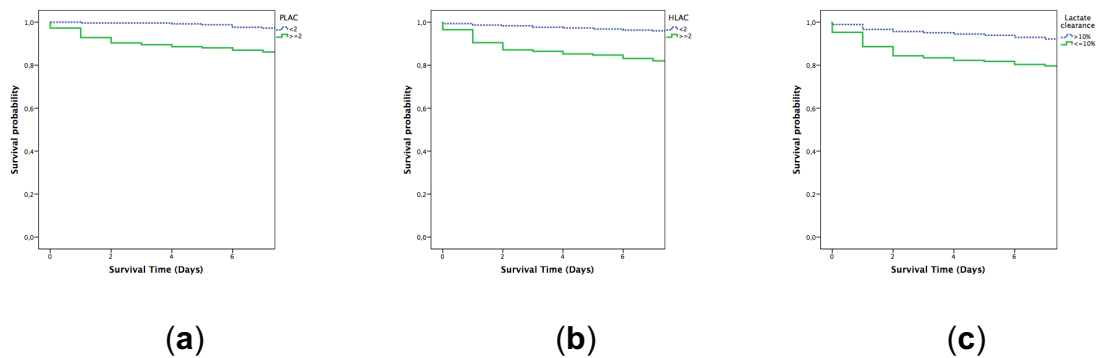 PLAC
<2
>=2
1,0
0,8
0,6
0,4
0,2
0,0
Survival probability
0 2 4 6
Survival Time (Days)
(a)
HLAC
<2
>=2
1,0
0,8
0,6
0,4
0,2
0,0
Survival probability
0 2 4 6
Survival Time (Days)
(b)
Lactate
clearance
>10%
<=10%
1,0
0,8
0,6
0,4
0,2
0,0
Survival probability
0 2 4 6
Survival Time (Days)
(c)